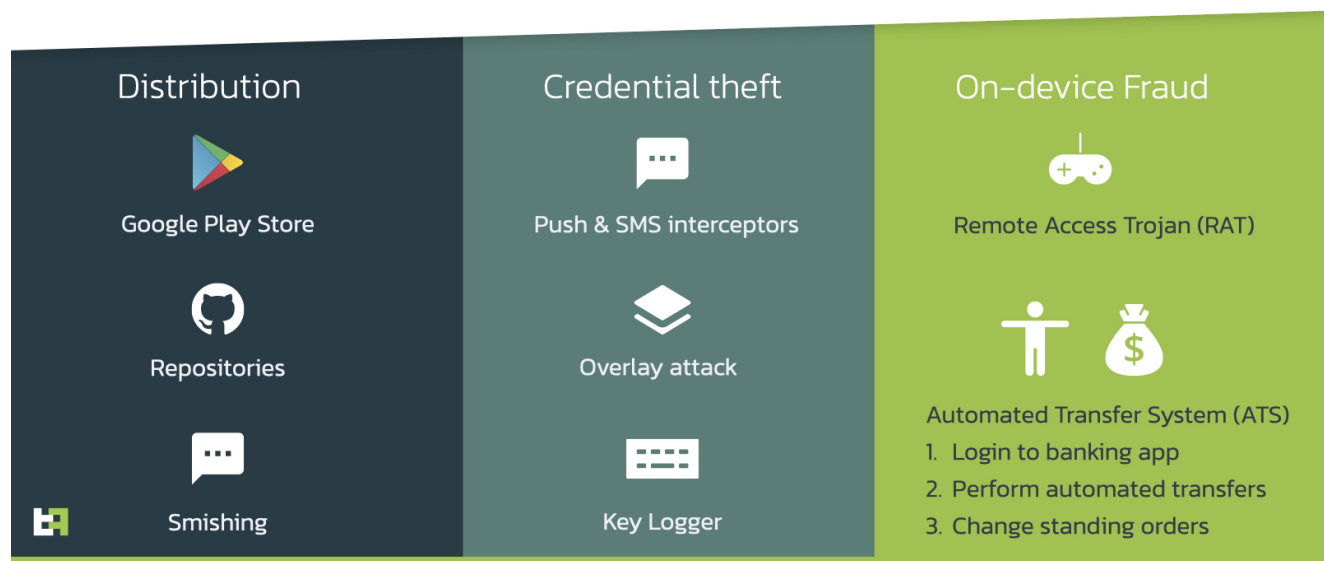 Distribution
Google Play Store
Repositories
Smishing
Credential theft
Push & SMS interceptors
Overlay attack
Key Logger
On-device Fraud
Remote Access Trojan (RAT)
$
Automated Transfer System (ATS)
1. Login to banking app
2. Perform automated transfers
3. Change standing orders